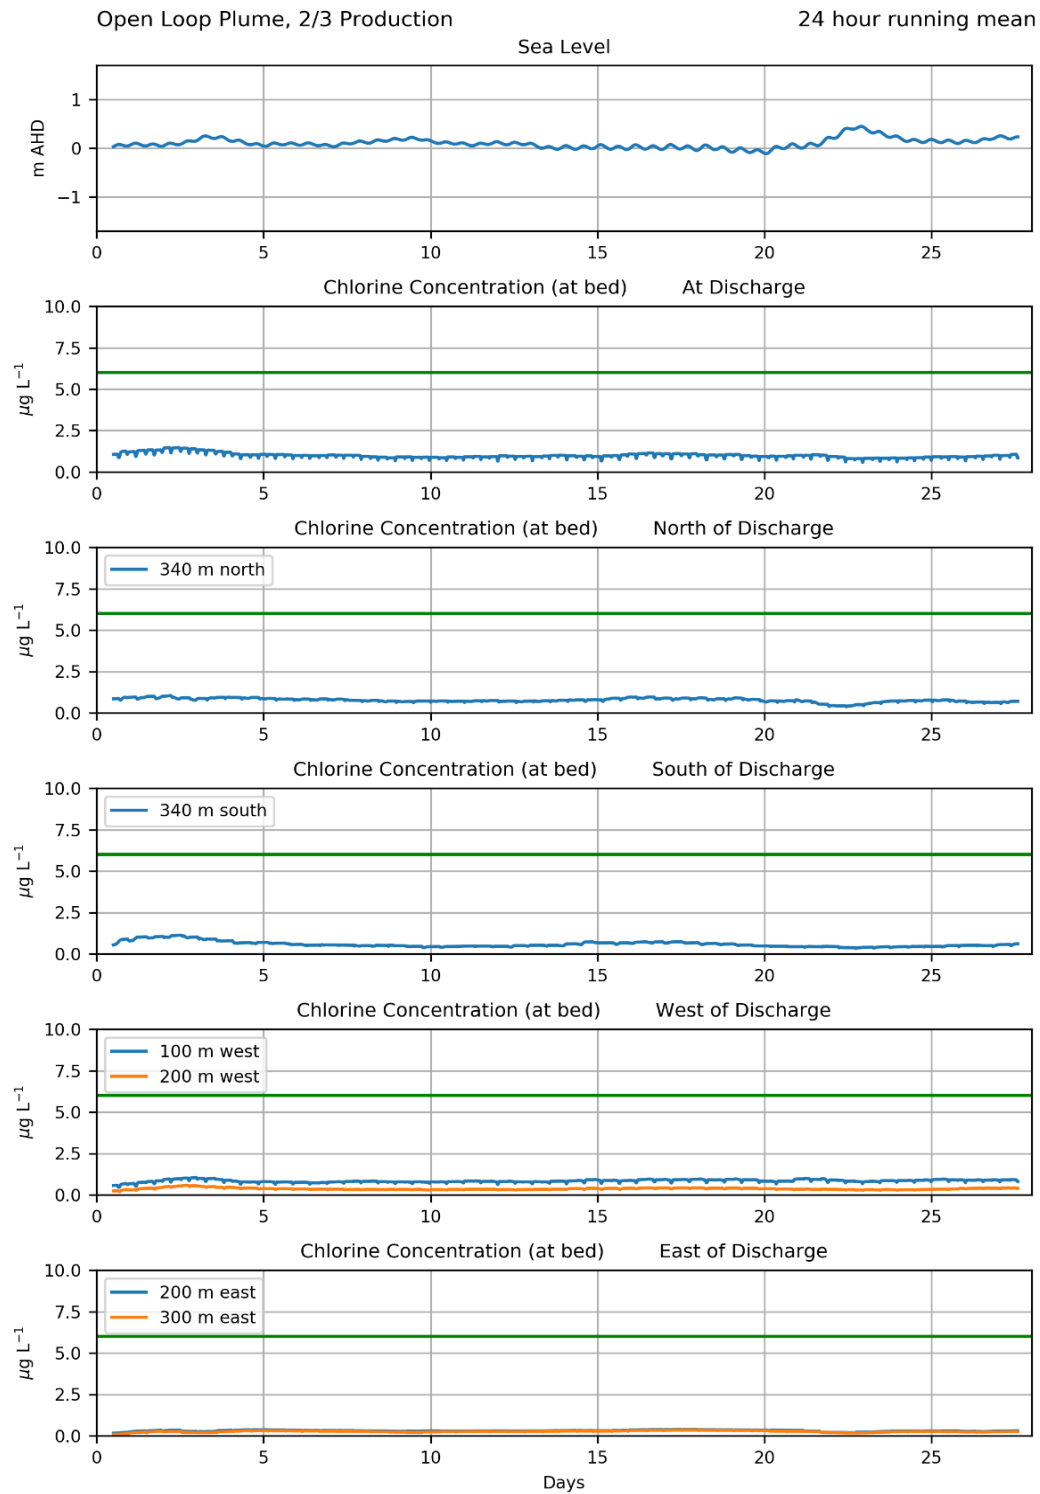 Open Loop Plume, 2/3 Production 24 hour running mean
Sea Level
m AHD
1
0
−1
0 5 10 15 20 25
Chlorine Concentration (at bed) At Discharge
µg L⁻¹
10.0
7.5
5.0
2.5
0.0
0 5 10 15 20 25
Chlorine Concentration (at bed) North of Discharge
µg L⁻¹
10.0
7.5
5.0
2.5
0.0
340 m north
0 5 10 15 20 25
Chlorine Concentration (at bed) South of Discharge
µg L⁻¹
10.0
7.5
5.0
2.5
0.0
340 m south
0 5 10 15 20 25
Chlorine Concentration (at bed) West of Discharge
µg L⁻¹
10.0
7.5
5.0
2.5
0.0
100 m west
200 m west
0 5 10 15 20 25
Chlorine Concentration (at bed) East of Discharge
µg L⁻¹
10.0
7.5
5.0
2.5
0.0
200 m east
300 m east
0 5 10 15 20 25
Days